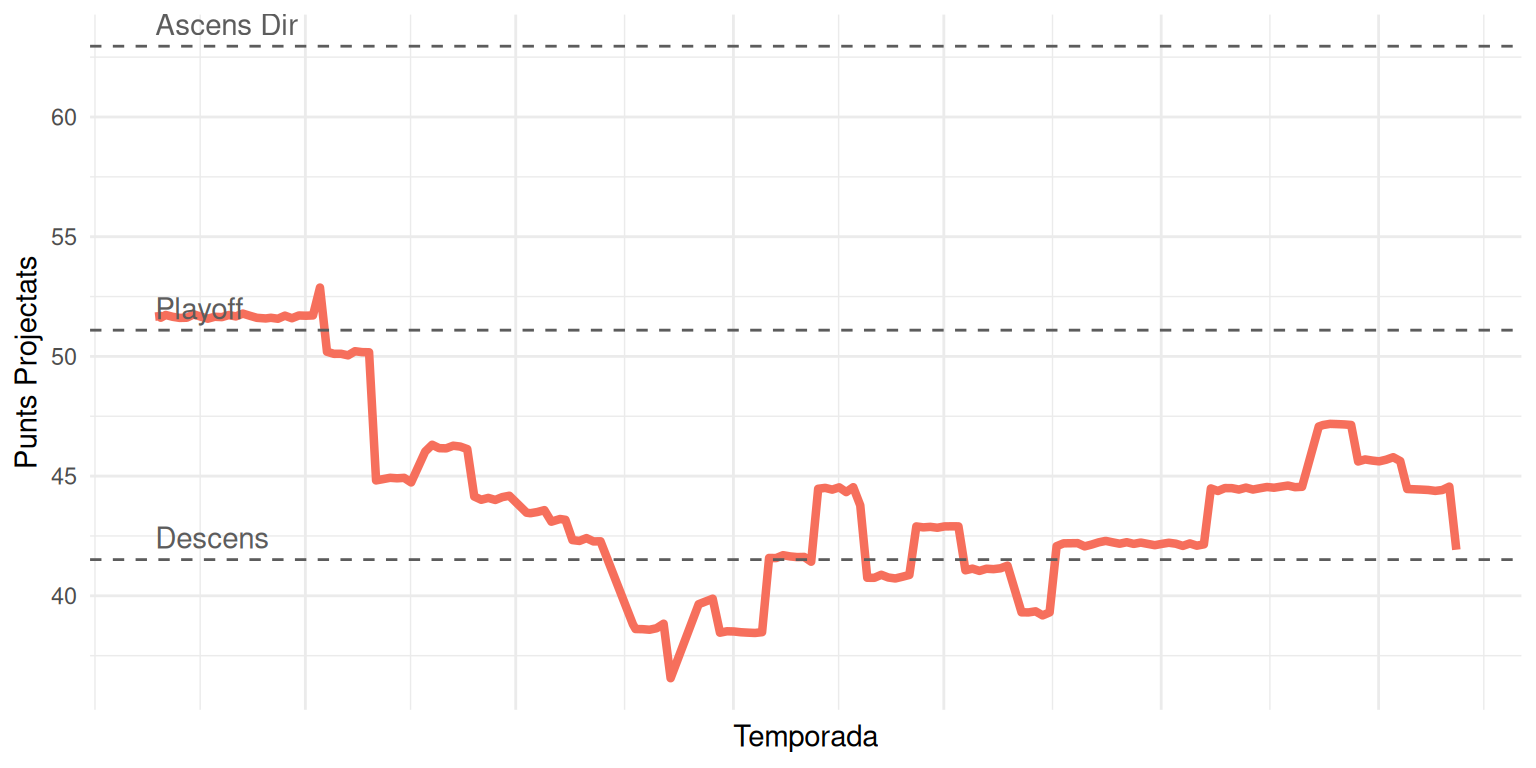 Ascens Dir
60
55
Playoff
50
45
Descens
40
Punts Projectats
Temporada